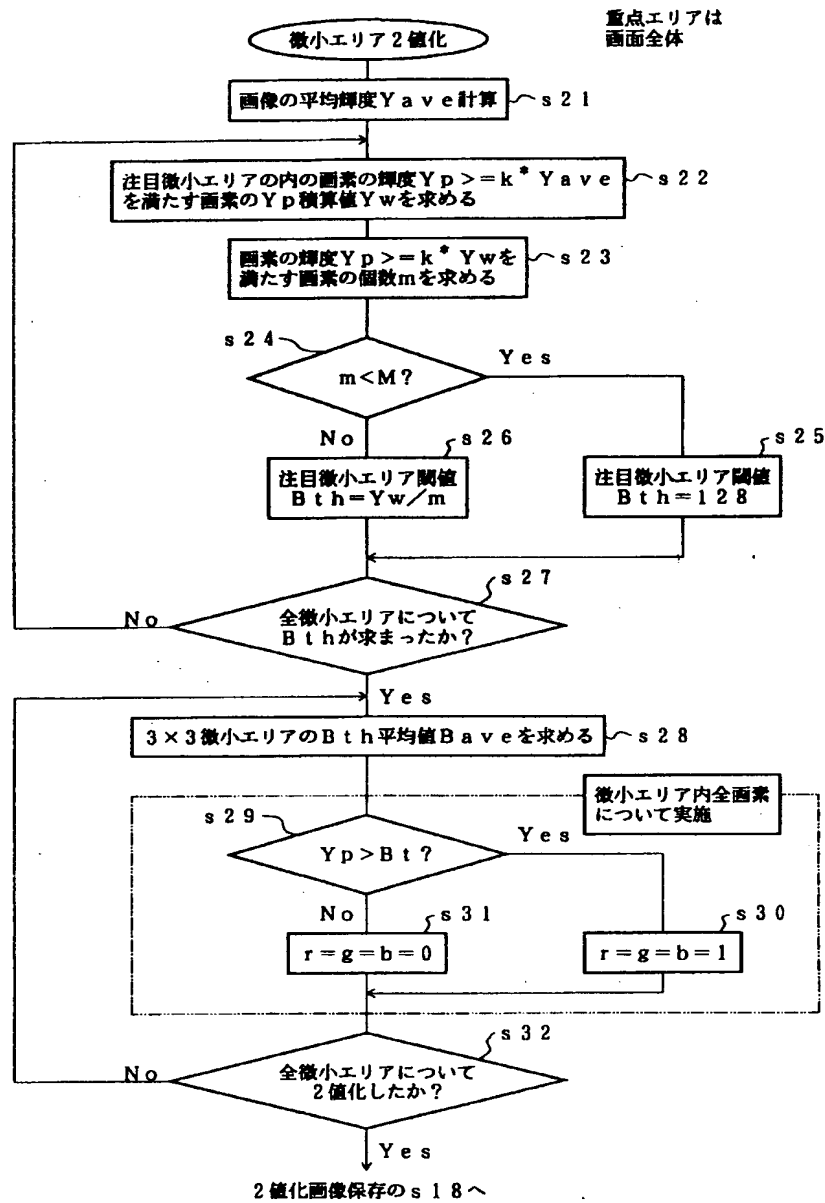 重点エリアは
画面全体
微小エリア2値化
画像の平均輝度Yave計算
s21
注目微小エリアの内の画素の輝度Yp>=k*Yave
を満たす画素のYp積算値Ywを求める
s22
画素の輝度Yp>=k*Ywを
満たす画素の個数mを求める
s23
s24
m<M?
Yes
No
s26
s25
注目微小エリア閾値
Bth=Yw/m
注目微小エリア閾値
Bth=128
s27
全微小エリアについて
Bthが求まったか?
No
Yes
3×3微小エリアのBth平均値Baveを求める
s28
微小エリア内全画素
について実施
s29
Yp>Bt?
Yes
No
s31
s30
r=g=b=0
r=g=b=1
s32
全微小エリアについて
2値化したか?
No
Yes
2値化画像保存のs18へ